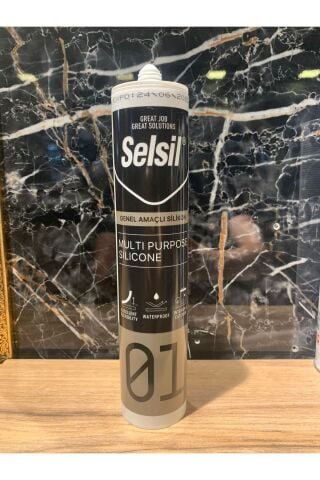 GREAT JOB
GREAT SOLUTIONS
Selsil®
GENEL AMAÇLI SİLİKON
MULTI PURPOSE
SILICONE
WATERPROOF
01